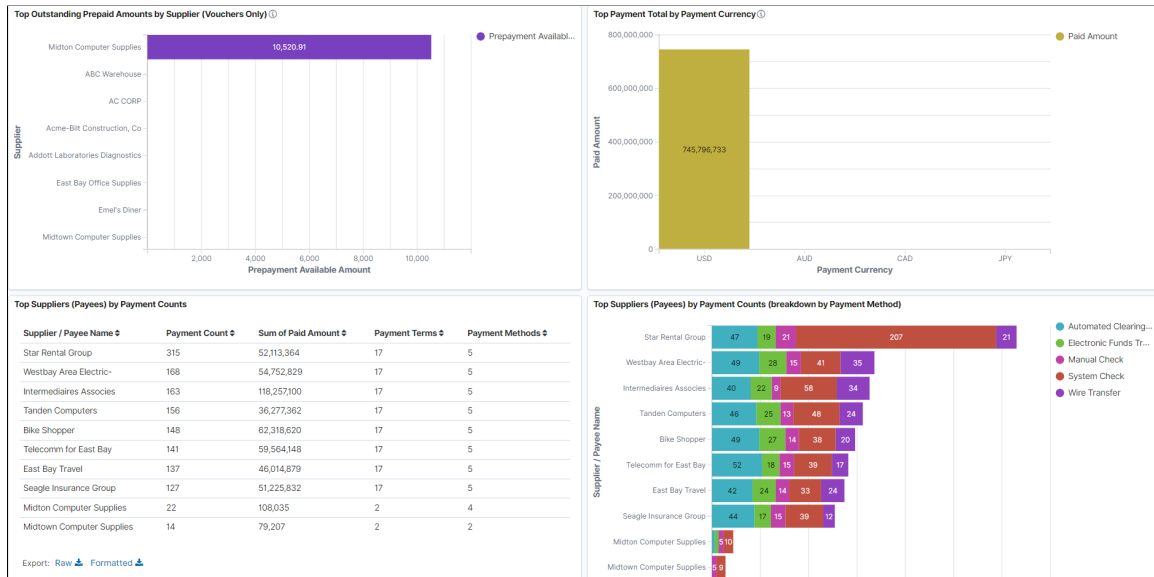 Top Outstanding Prepaid Amounts by Supplier (Vouchers Only)
Midton Computer Supplies
10,520.91
ABC Warehouse
AC CORP
Acme-Bilt Construction, Co
Addott Laboratories Diagnostics
East Bay Office Supplies
Emel's Diner
Midtown Computer Supplies
Supplier
2,000 4,000 6,000 8,000 10,000
Prepayment Available Amount
Prepayment Availabl...
Top Payment Total by Payment Currency
800,000,000
600,000,000
400,000,000
200,000,000
0
Paid Amount
745,796,733
USD AUD CAD JPY
Payment Currency
Paid Amount
Top Suppliers (Payees) by Payment Counts
Supplier / Payee Name Payment Count Sum of Paid Amount Payment Terms Payment Methods
Star Rental Group 315 52,113,364 17 5
Westbay Area Electric- 168 54,752,829 17 5
Intermediaires Associes 163 118,257,100 17 5
Tanden Computers 156 36,277,362 17 5
Bike Shopper 148 62,318,620 17 5
Telecomm for East Bay 141 59,564,148 17 5
East Bay Travel 137 46,014,879 17 5
Seagle Insurance Group 127 51,225,832 17 5
Midton Computer Supplies 22 108,035 2 4
Midtown Computer Supplies 14 79,207 2 2
Export: Raw Formatted
Top Suppliers (Payees) by Payment Counts (breakdown by Payment Method)
Supplier / Payee Name
Star Rental Group 47 19 21 207 21
Westbay Area Electric- 49 28 15 41 35
Intermediaires Associes 40 22 9 58 34
Tanden Computers 46 25 13 48 24
Bike Shopper 49 27 14 38 20
Telecomm for East Bay 52 18 15 39 17
East Bay Travel 42 24 14 33 24
Seagle Insurance Group 44 17 15 39 12
Midton Computer Supplies 5 10
Midtown Computer Supplies 5 9
Automated Clearing...
Electronic Funds Tr...
Manual Check
System Check
Wire Transfer